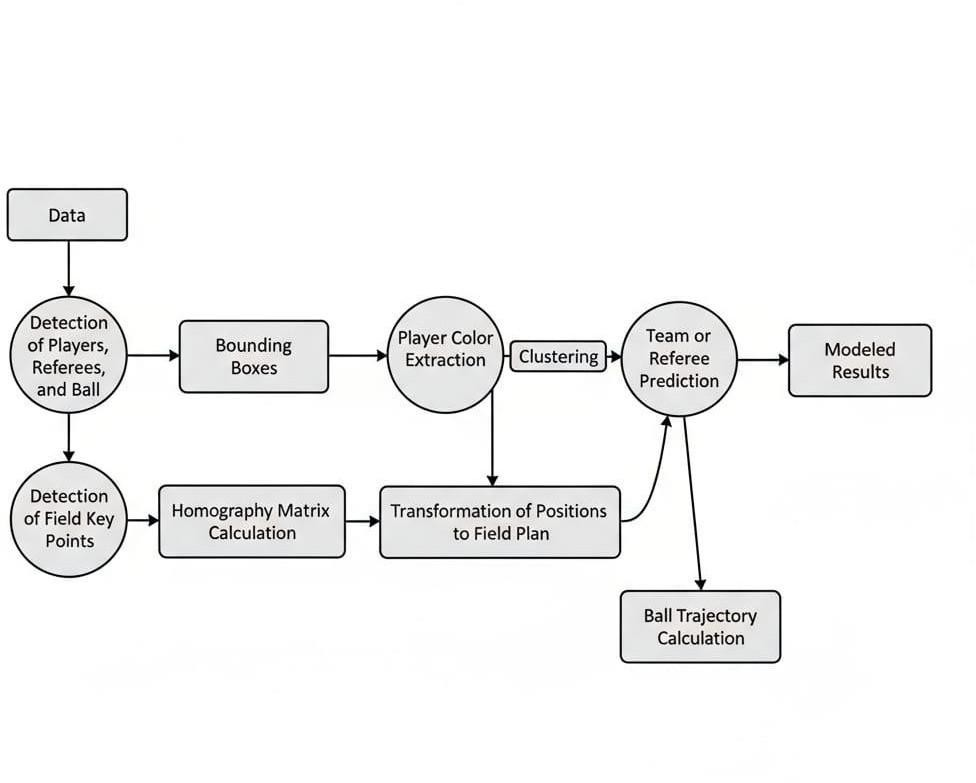 Data
Detection
of Players,
Referees,
and Ball
Bounding
Boxes
Player Color
Extraction
Clustering
Team or
Referee
Prediction
Modeled
Results
Detection
of Field Key
Points
Homography Matrix
Calculation
Transformation of Positions
to Field Plan
Ball Trajectory
Calculation